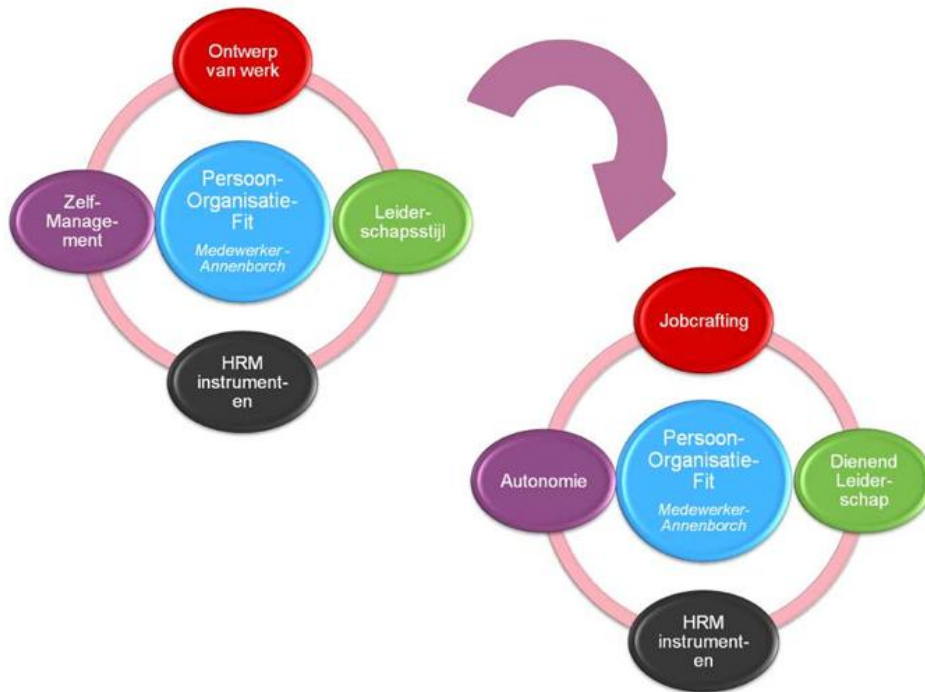 Ontwerp
van werk
Zelf-
Manage-
ment
Persoon-
Organisatie-
Fit
Medewerker -
Annenborch
Leider-
schapsstijl
HRM
instrument-
en
Jobcrafting
Autonomie
Persoon-
Organisatie-
Fit
Medewerker-
Annenborch
Dienend
Leider-
schap
HRM
instrument-
en